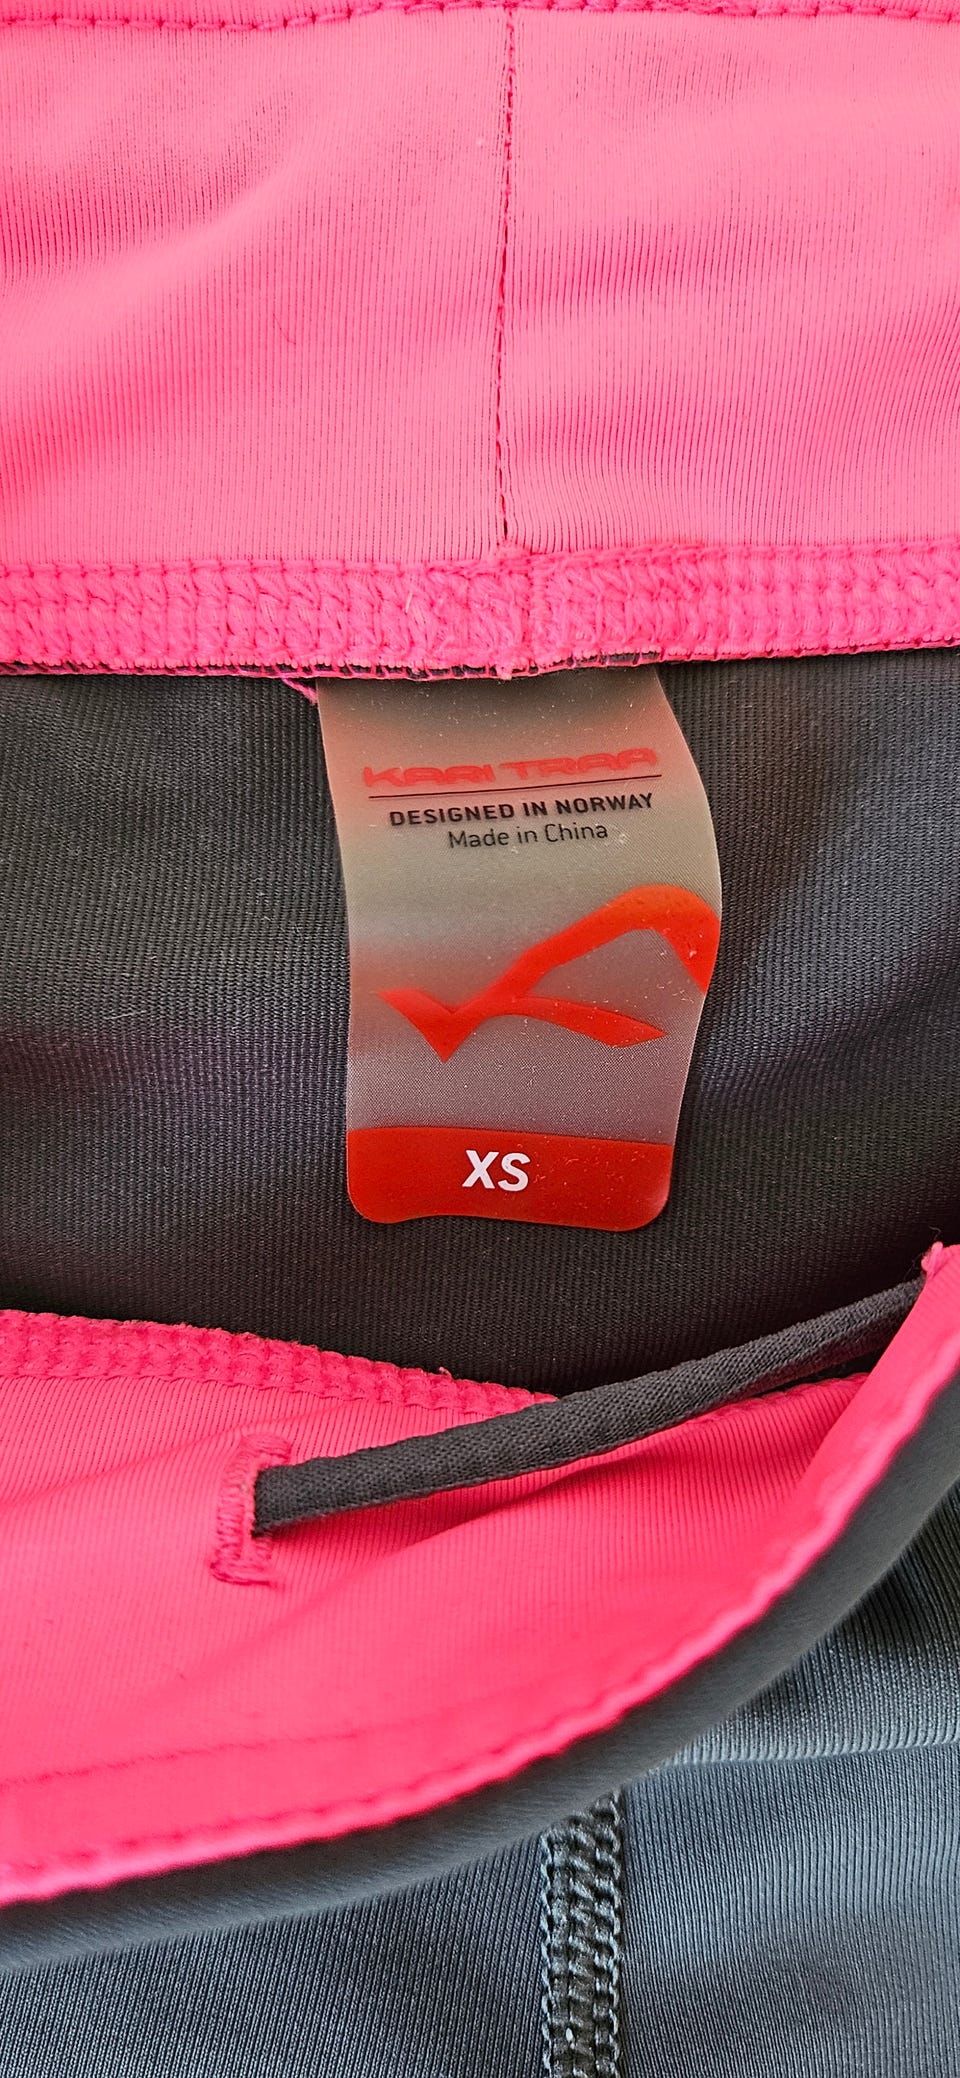 KARI TRAA
DESIGNED IN NORWAY
Made in China
XS